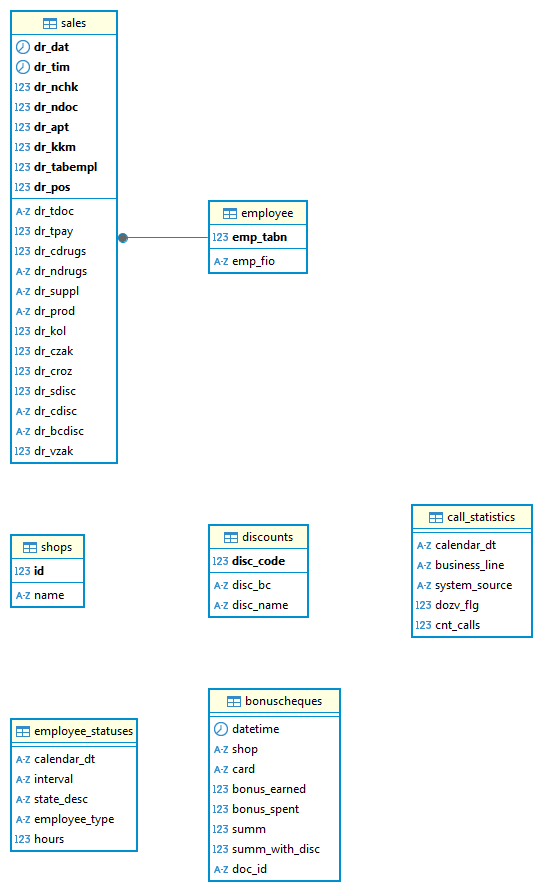 sales
dr_dat
dr_tim
123 dr_nchk
123 dr_ndoc
123 dr_apt
123 dr_kkm
123 dr_tabempl
123 dr_pos
A-Z dr_tdoc
123 dr_tpay
123 dr_cdrugs
A-Z dr_ndrugs
A-Z dr_suppl
A-Z dr_prod
123 dr_kol
123 dr_czak
123 dr_croz
123 dr_sdisc
A-Z dr_cdisc
A-Z dr_bcdisc
123 dr_vzak
employee
123 emp_tabn
A-Z emp_fio
shops
123 id
A-Z name
discounts
123 disc_code
A-Z disc_bc
A-Z disc_name
call_statistics
A-Z calendar_dt
A-Z business_line
A-Z system_source
123 dozv_flg
123 cnt_calls
employee_statuses
A-Z calendar_dt
A-Z interval
A-Z state_desc
A-Z employee_type
123 hours
bonuscheques
datetime
A-Z shop
A-Z card
123 bonus_earned
123 bonus_spent
123 summ
123 summ_with_disc
A-Z doc_id